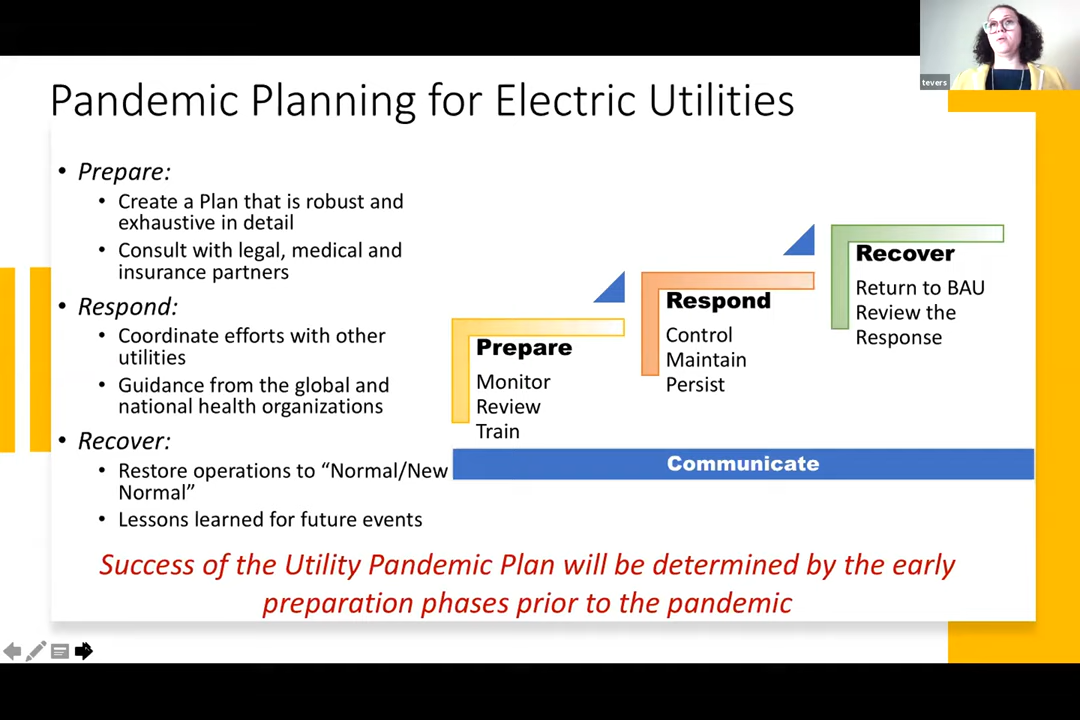 tevers
Pandemic Planning for Electric Utilities
• Prepare:
• Create a Plan that is robust and
exhaustive in detail
• Consult with legal, medical and
insurance partners
• Respond:
• Coordinate efforts with other
utilities
• Guidance from the global and
national health organizations
• Recover:
• Restore operations to “Normal/New
Normal”
• Lessons learned for future events
Prepare
Monitor
Review
Train
Respond
Control
Maintain
Persist
Recover
Return to BAU
Review the
Response
Communicate
Success of the Utility Pandemic Plan will be determined by the early
preparation phases prior to the pandemic